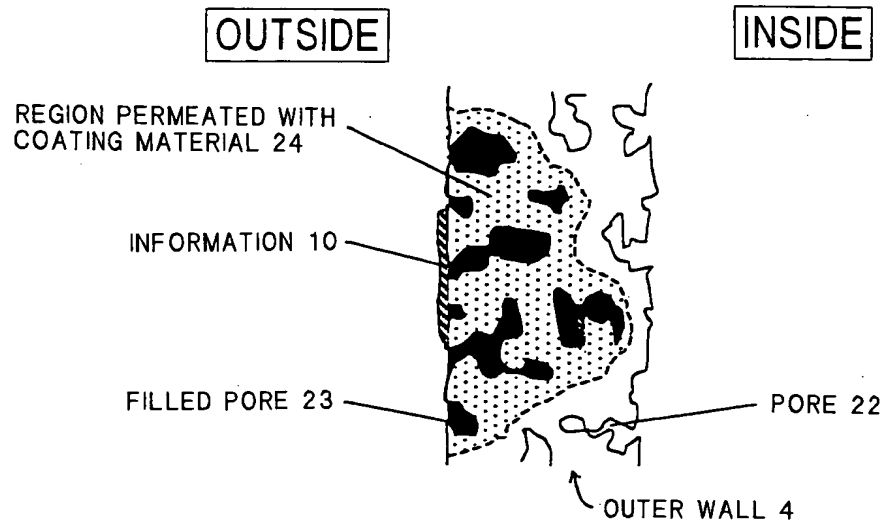 OUTSIDE
INSIDE
REGION PERMEATED WITH
COATING MATERIAL 24
INFORMATION 10
FILLED PORE 23
PORE 22
OUTER WALL 4